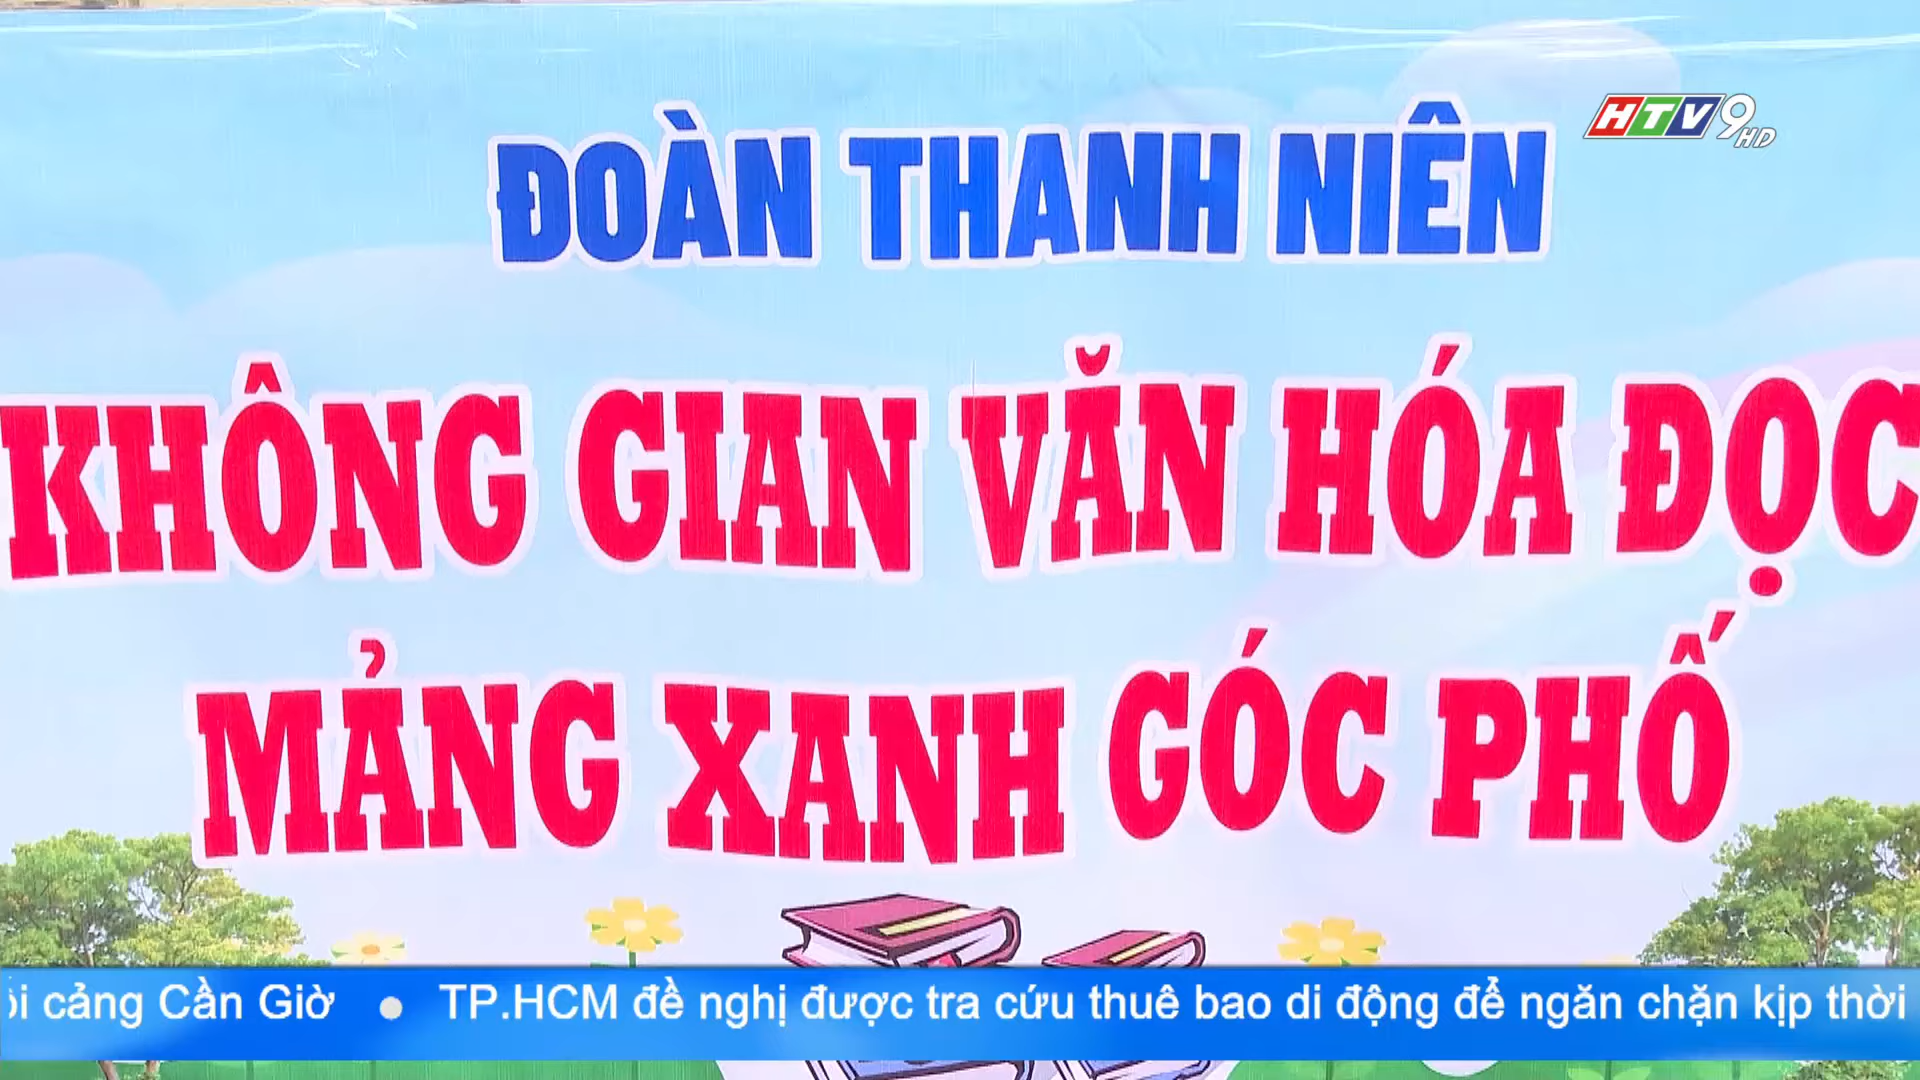 HTV9 HD
ĐOÀN THANH NIÊN
KHÔNG GIAN VĂN HÓA ĐỌC
MẢNG XANH GÓC PHỐ
cảng Cần Giờ ● TP.HCM đề nghị được tra cứu thuê bao di động để ngăn chặn kịp thời